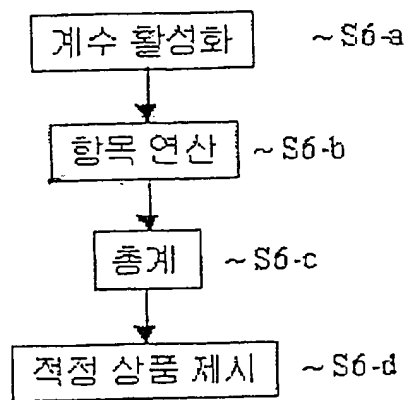 계수 활성화 ~S6-a
항목 연산 ~S6-b
총계 ~S6-c
적정 상품 제시 ~S6-d